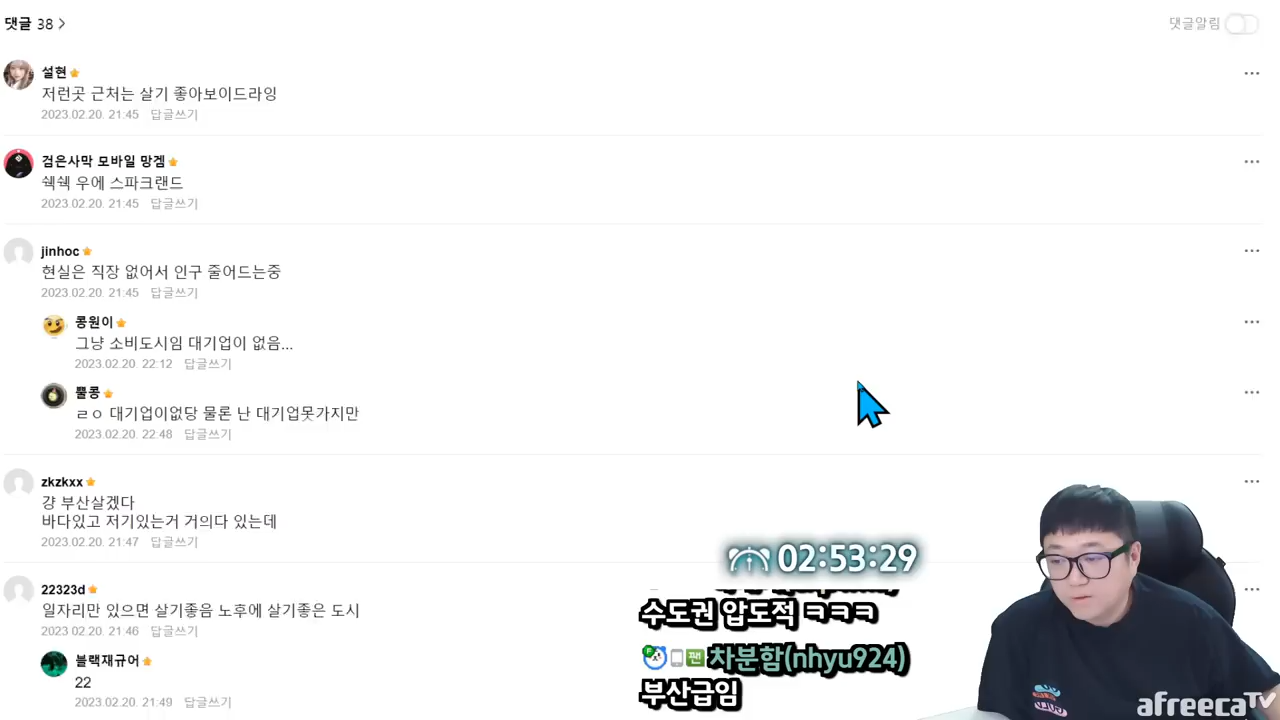 댓글 38 >
댓글알림
설현
저런곳 근처는 살기 좋아보이드라잉
2023.02.20. 21:45 답글쓰기
검은사막 모바일 망겜
쉑쉑 우에 스파크랜드
2023.02.20. 21:45 답글쓰기
jinhoc
현실은 직장 없어서 인구 줄어드는중
2023.02.20. 21:45 답글쓰기
콩원이
그냥 소비도시임 대기업이 없음...
2023.02.20. 22:12 답글쓰기
뿔콩
ㄹㅇ 대기업이없당 물론 난 대기업못가지만
2023.02.20. 22:48 답글쓰기
zkzkxx
걍 부산살겠다
바다있고 저기있는거 거의다 있는데
2023.02.20. 21:47 답글쓰기
22323d
일자리만 있으면 살기좋음 노후에 살기좋은 도시
2023.02.20. 21:46 답글쓰기
블랙재규어
22
2023.02.20. 21:49 답글쓰기
02:53:29
수도권 압도적 ㅋㅋㅋ
차분함(nhyu924)
부산급임
afreecaTV